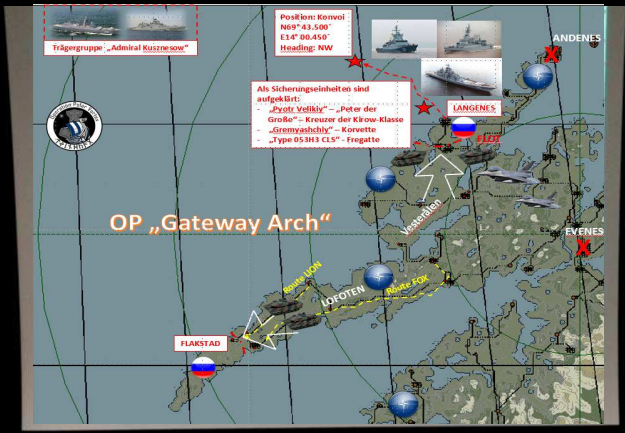 Trägergruppe „Admiral Kusznesow"
Position: Konvoi
N69° 43.500´
E14° 00.450´
Heading: NW
ANDENES
Als Sicherungseinheiten sind
aufgeklärt:
- „Pyotr Velikiy" – „Peter der
Große" – Kreuzer der Kirow-Klasse
- „Gremyashchiy" – Korvette
- „Type 053H3 CLS" - Fregatte
LANGENES
FLOT
Vesterålen
OP „Gateway Arch"
EVENES
Route LION
LOFOTEN
Route FOX
FLAKSTAD